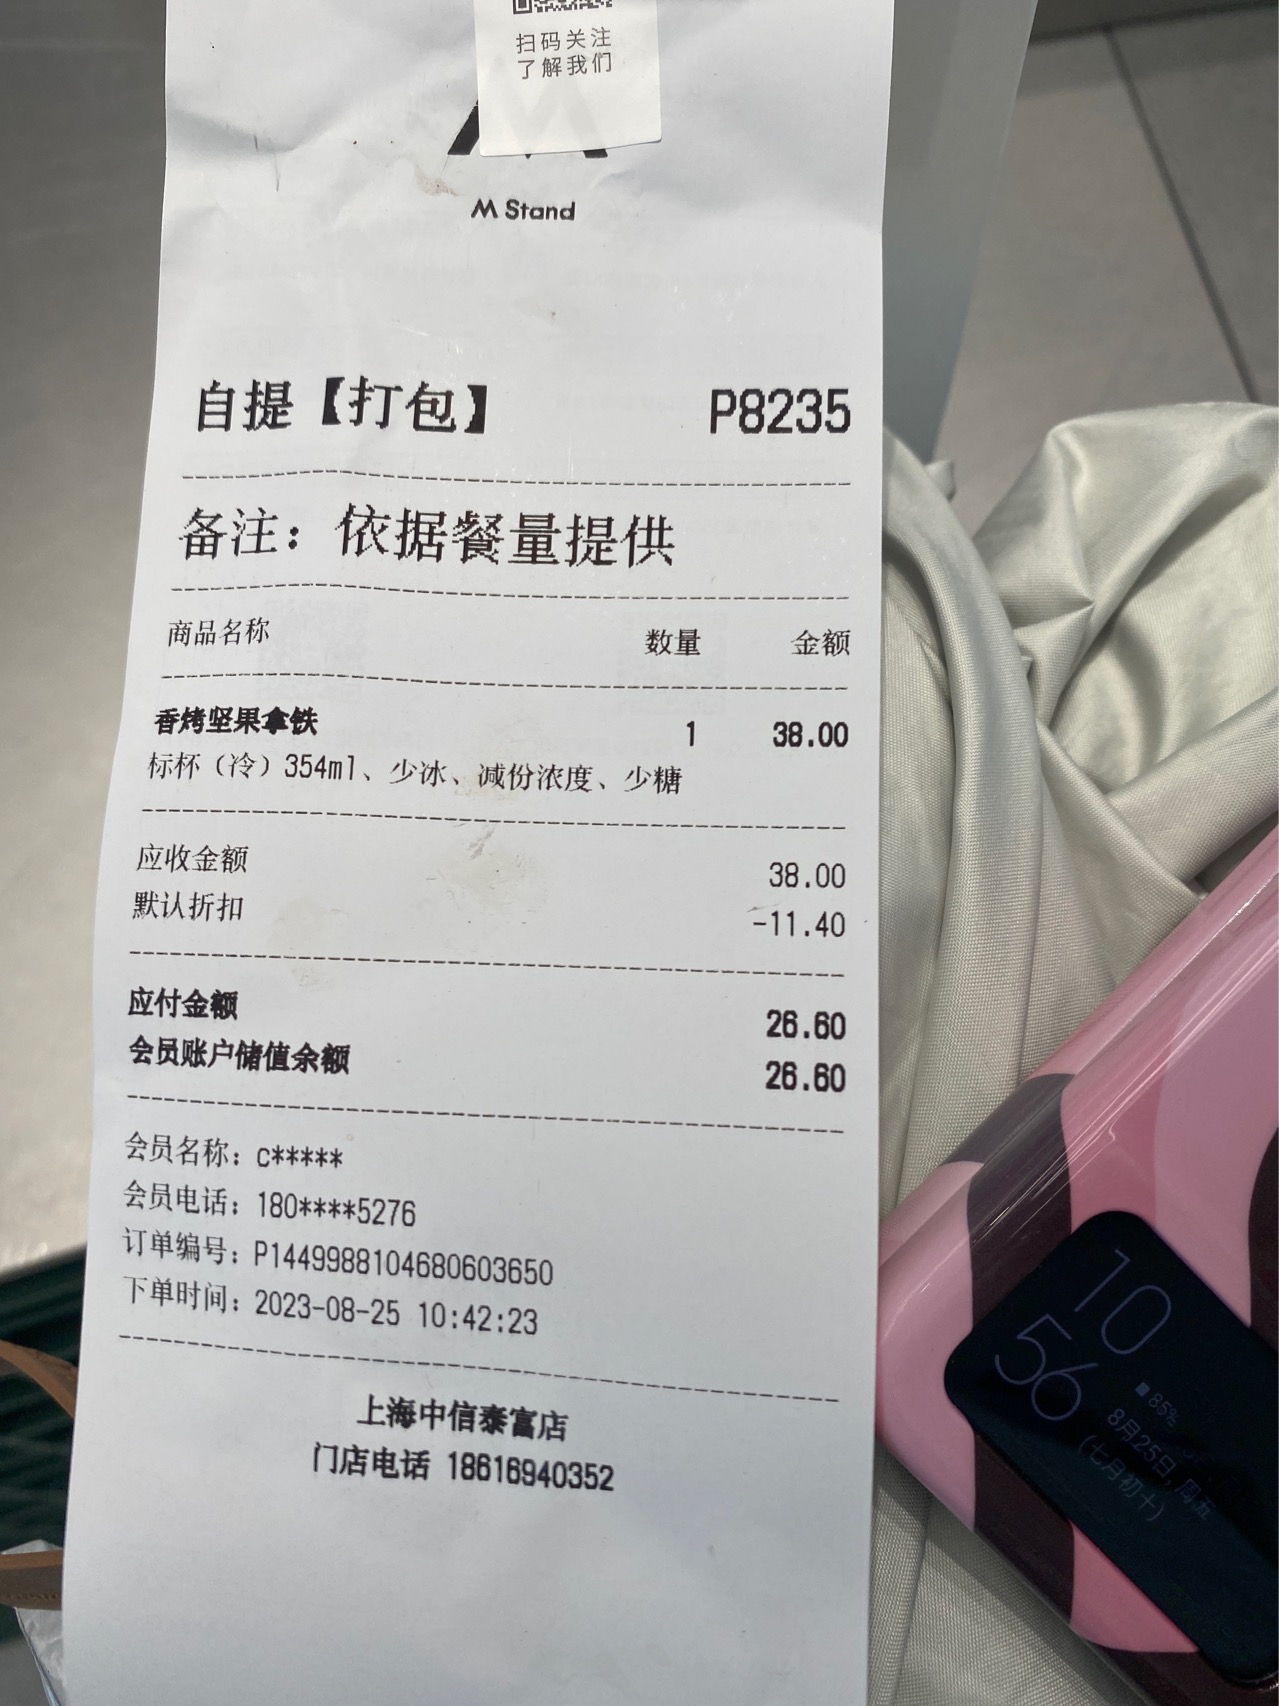 扫码关注
了解我们
M Stand
自提【打包】 P8235
备注：依据餐量提供
商品名称 数量 金额
香烤坚果拿铁 1 38.00
标杯（冷）354ml、少冰、减份浓度、少糖
应收金额 38.00
默认折扣 -11.40
应付金额 26.60
会员账户储值余额 26.60
会员名称：c*****
会员电话：180****5276
订单编号：P1449988104680603650
下单时间：2023-08-25 10:42:23
上海中信泰富店
门店电话 18616940352
10
56
85%
8月25日,周五
(七月初十)